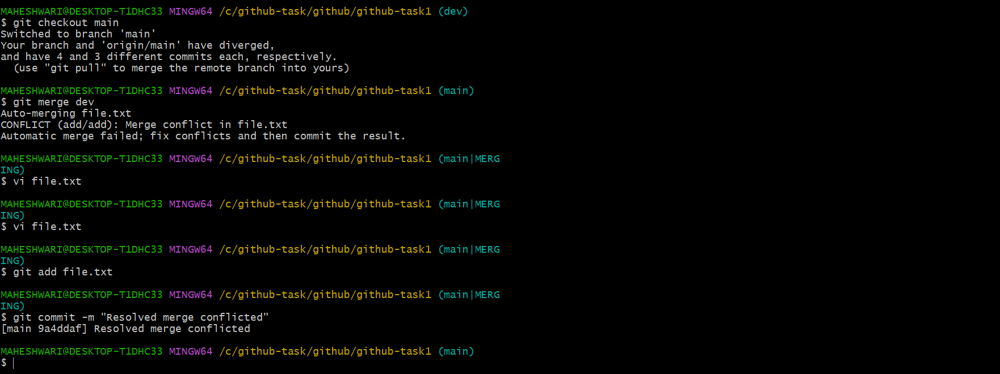 MAHESHWARI@DESKTOP-T1DHC33 MINGW64 /c/github-task/github/github-task1 (dev)
$ git checkout main
Switched to branch 'main'
Your branch and 'origin/main' have diverged,
and have 4 and 3 different commits each, respectively.
  (use "git pull" to merge the remote branch into yours)

MAHESHWARI@DESKTOP-T1DHC33 MINGW64 /c/github-task/github/github-task1 (main)
$ git merge dev
Auto-merging file.txt
CONFLICT (add/add): Merge conflict in file.txt
Automatic merge failed; fix conflicts and then commit the result.

MAHESHWARI@DESKTOP-T1DHC33 MINGW64 /c/github-task/github/github-task1 (main|MERG
ING)
$ vi file.txt

MAHESHWARI@DESKTOP-T1DHC33 MINGW64 /c/github-task/github/github-task1 (main|MERG
ING)
$ vi file.txt

MAHESHWARI@DESKTOP-T1DHC33 MINGW64 /c/github-task/github/github-task1 (main|MERG
ING)
$ git add file.txt

MAHESHWARI@DESKTOP-T1DHC33 MINGW64 /c/github-task/github/github-task1 (main|MERG
ING)
$ git commit -m "Resolved merge conflicted"
[main 9a4ddaf] Resolved merge conflicted

MAHESHWARI@DESKTOP-T1DHC33 MINGW64 /c/github-task/github/github-task1 (main)
$